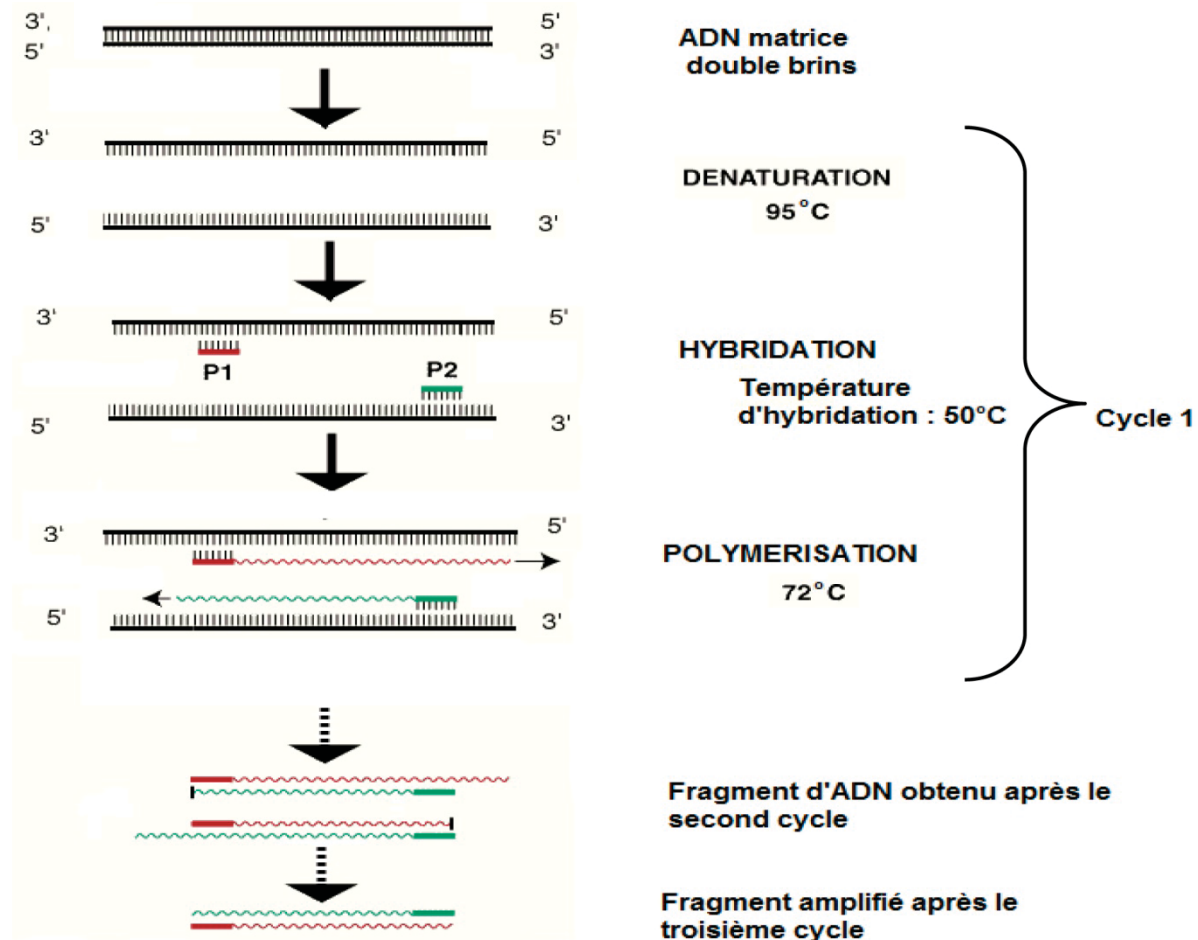 3' 5'
5' 3'
ADN matrice
double brins
3' 5'
DENATURATION
95°C
5' 3'
3' 5'
P1 P2
HYBRIDATION
Température
d'hybridation : 50°C
Cycle 1
5' 3'
3' 5'
POLYMERISATION
72°C
5' 3'
Fragment d'ADN obtenu après le
second cycle
Fragment amplifié après le
troisième cycle